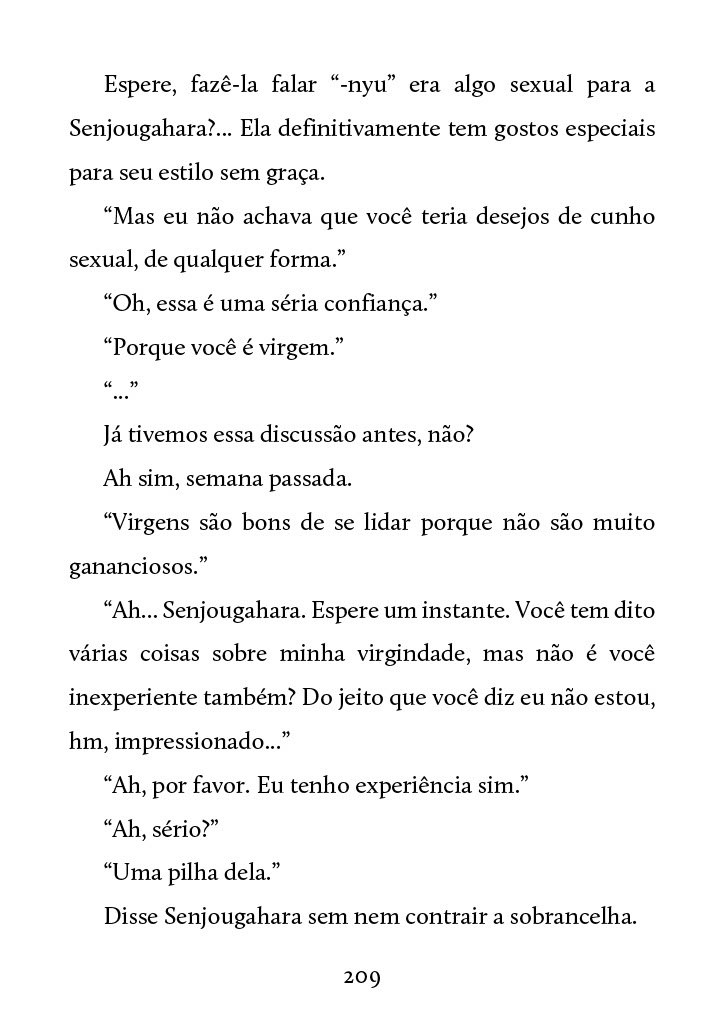 Espere, fazê-la falar “-nyu” era algo sexual para a
Senjougahara?... Ela definitivamente tem gostos especiais
para seu estilo sem graça.
“Mas eu não achava que você teria desejos de cunho
sexual, de qualquer forma.”
“Oh, essa é uma séria confiança.”
“Porque você é virgem.”
“...”
Já tivemos essa discussão antes, não?
Ah sim, semana passada.
“Virgens são bons de se lidar porque não são muito
gananciosos.”
“Ah... Senjougahara. Espere um instante. Você tem dito
várias coisas sobre minha virgindade, mas não é você
inexperiente também? Do jeito que você diz eu não estou,
hm, impressionado...”
“Ah, por favor. Eu tenho experiência sim.”
“Ah, sério?”
“Uma pilha dela.”
Disse Senjougahara sem nem contrair a sobrancelha.
209